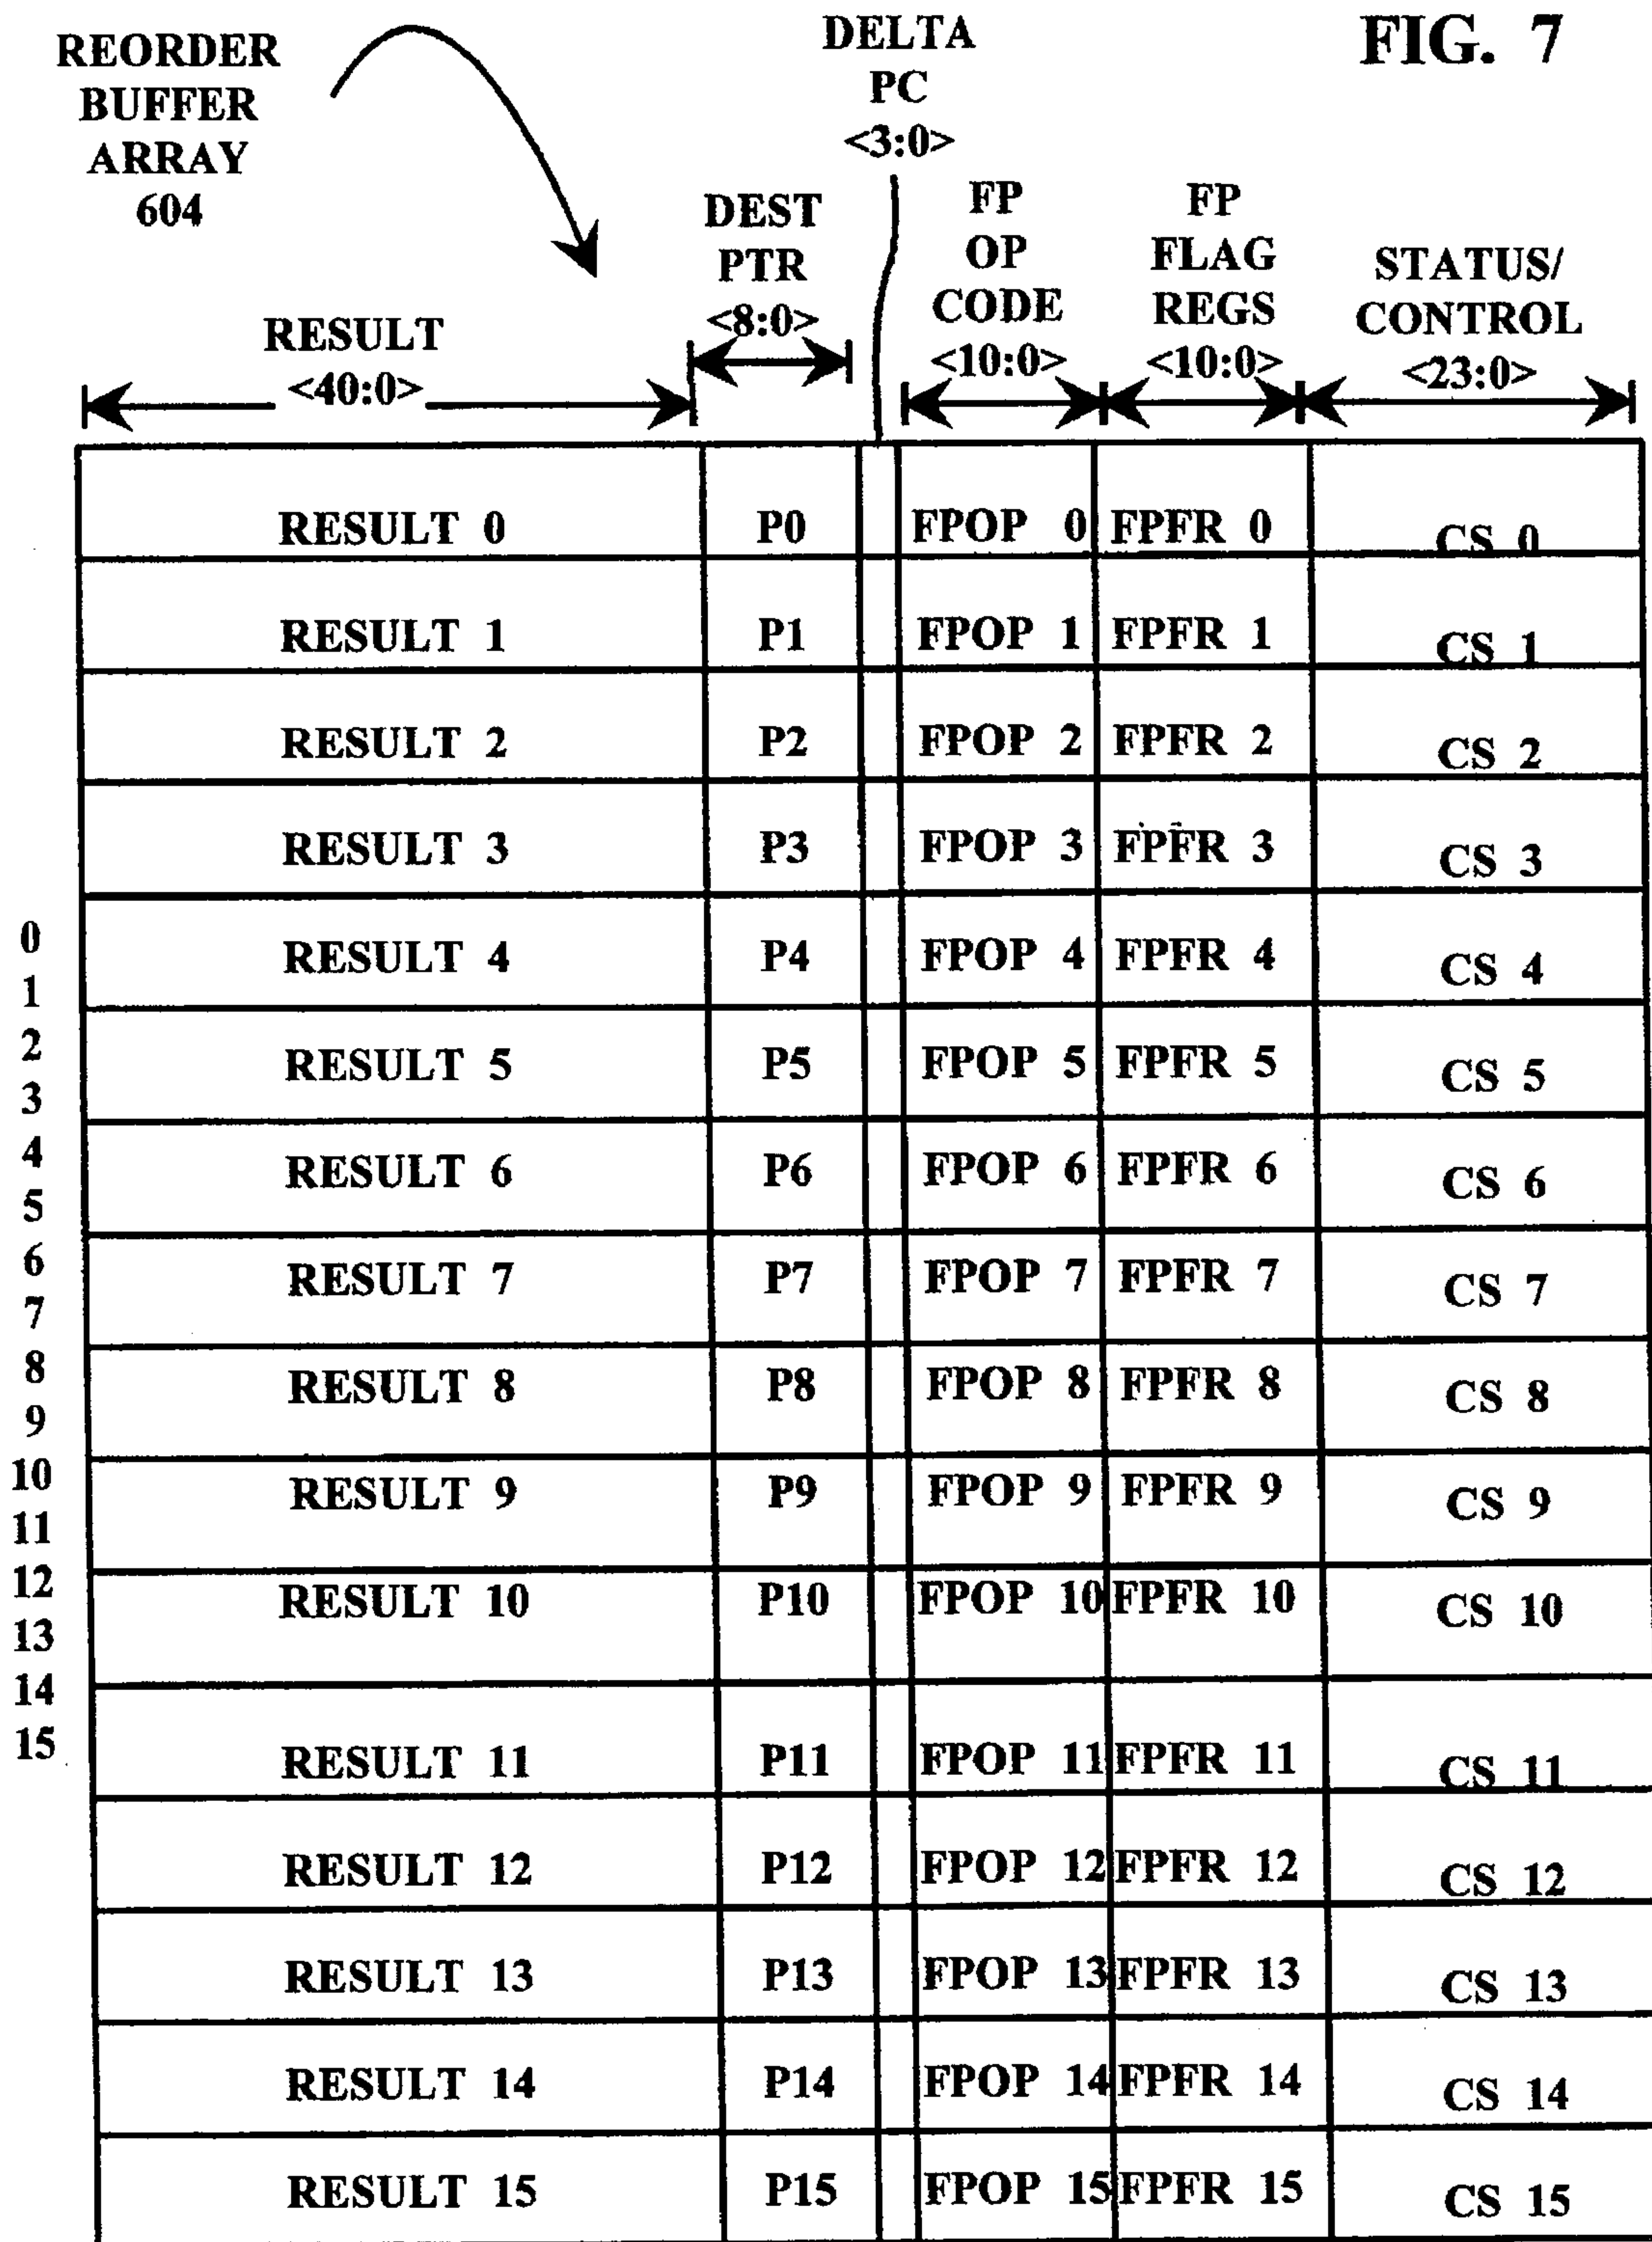 FIG. 7
REORDER
BUFFER
ARRAY
604
DELTA
PC
<3:0>
RESULT
<40:0>
DEST
PTR
<8:0>
FP
OP
CODE
<10:0>
FP
FLAG
REGS
<10:0>
STATUS/
CONTROL
<23:0>
RESULT 0 P0 FPOP 0 FPFR 0 CS 0
RESULT 1 P1 FPOP 1 FPFR 1 CS 1
RESULT 2 P2 FPOP 2 FPFR 2 CS 2
RESULT 3 P3 FPOP 3 FPFR 3 CS 3
RESULT 4 P4 FPOP 4 FPFR 4 CS 4
RESULT 5 P5 FPOP 5 FPFR 5 CS 5
RESULT 6 P6 FPOP 6 FPFR 6 CS 6
RESULT 7 P7 FPOP 7 FPFR 7 CS 7
RESULT 8 P8 FPOP 8 FPFR 8 CS 8
RESULT 9 P9 FPOP 9 FPFR 9 CS 9
RESULT 10 P10 FPOP 10 FPFR 10 CS 10
RESULT 11 P11 FPOP 11 FPFR 11 CS 11
RESULT 12 P12 FPOP 12 FPFR 12 CS 12
RESULT 13 P13 FPOP 13 FPFR 13 CS 13
RESULT 14 P14 FPOP 14 FPFR 14 CS 14
RESULT 15 P15 FPOP 15 FPFR 15 CS 15
0
1
2
3
4
5
6
7
8
9
10
11
12
13
14
15